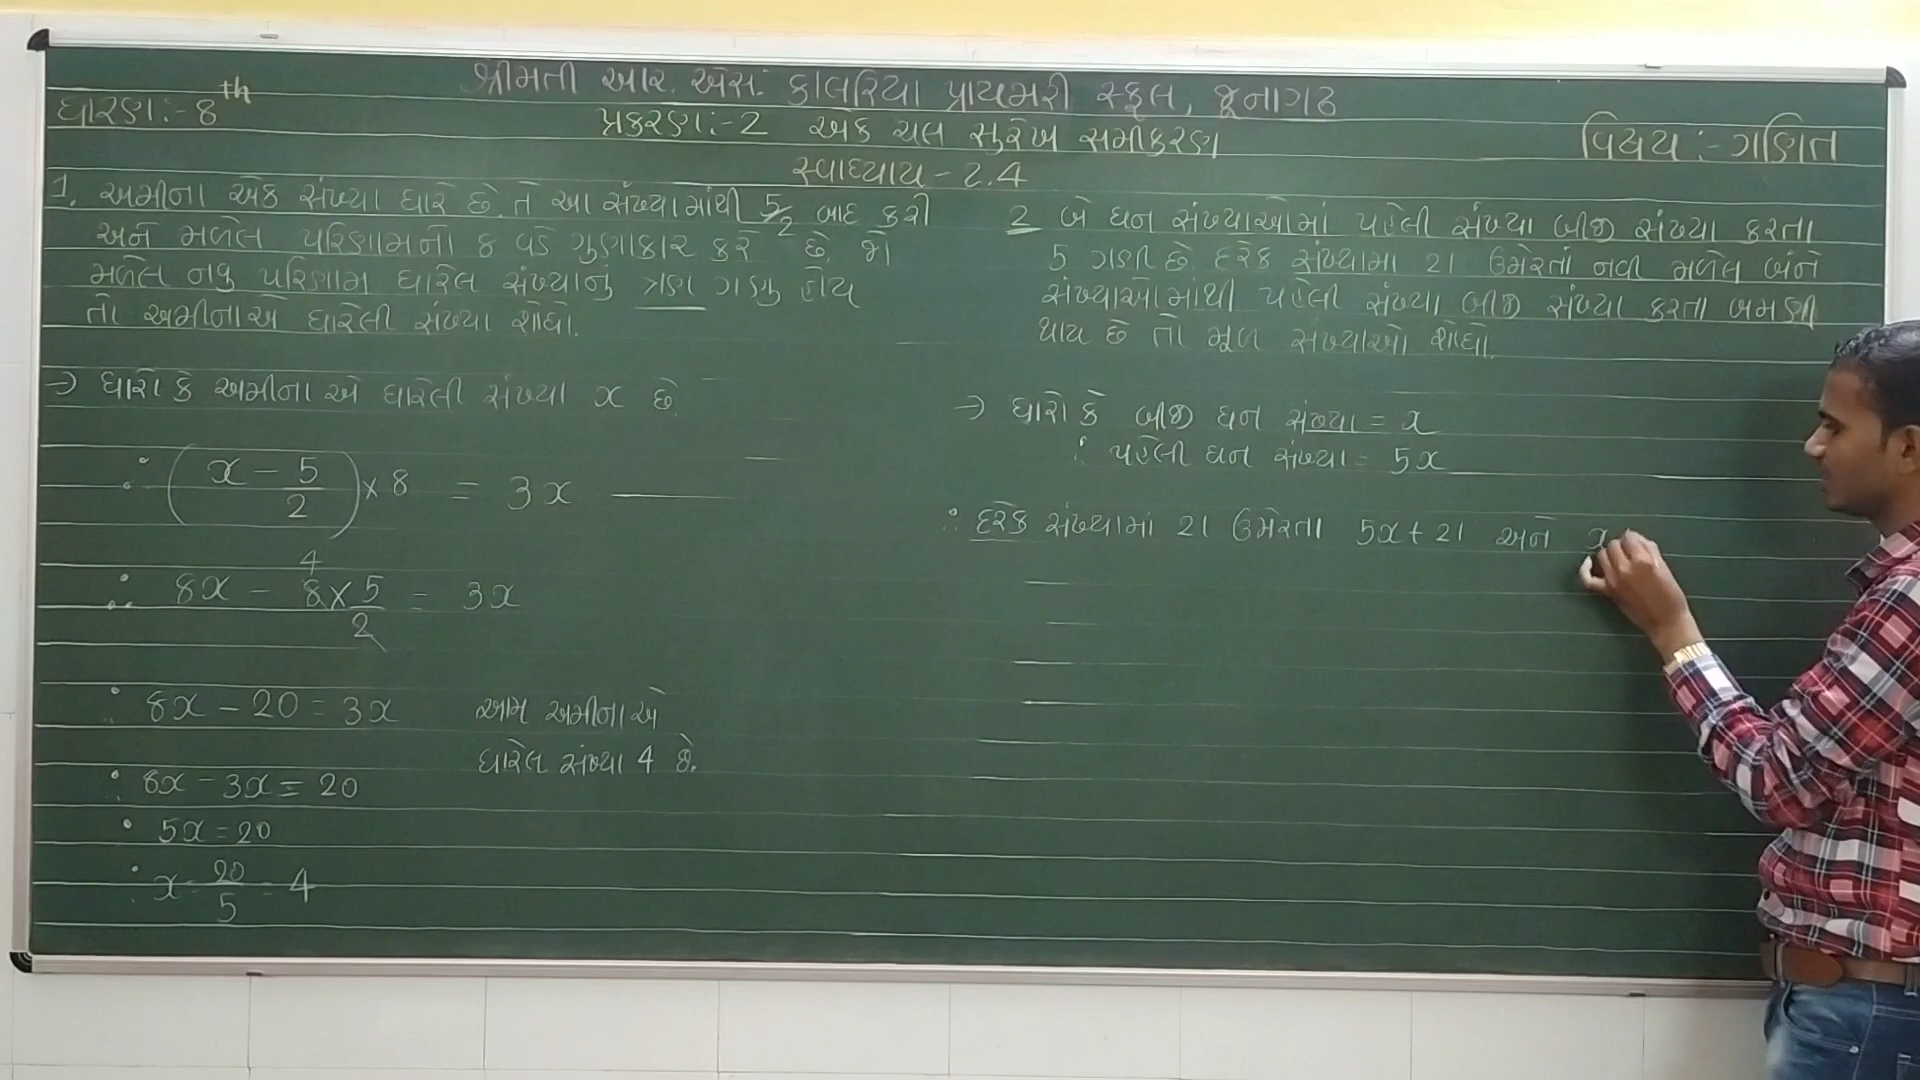 શ્રીમતી આર. એસ. કાલરિયા પ્રાયમરી સ્કૂલ, જૂનાગઢ
ધોરણ:- 8th
પ્રકરણ:-2 એક ચલ સુરેખ સમીકરણ
વિષય :- ગણિત
સ્વાધ્યાય - 2.4
1. અમીના એક સંખ્યા ધારે છે. તે આ સંખ્યામાંથી 5/2 બાદ કરી
અને મળેલ પરિણામનો 8 વડે ગુણાકાર કરે છે. જો
મળેલ નવુ પરિણામ ધારેલ સંખ્યાનું ત્રણ ગણુ હોય
તો અમીનાએ ધારેલી સંખ્યા શોધો.
→ ધારો કે અમીના એ ધારેલી સંખ્યા x છે
∴ (x - 5/2) × 8 = 3x
∴ 8x - 8 × 5/2 = 3x
4
∴ 8x - 20 = 3x
∴ 8x - 3x = 20
∴ 5x = 20
∴ x = 20/5 = 4
આમ અમીનાએ
ધારેલ સંખ્યા 4 છે.
2 બે ધન સંખ્યાઓમાં પહેલી સંખ્યા બીજી સંખ્યા કરતા
5 ગણી છે. દરેક સંખ્યામા 21 ઉમેરતાં નવી મળેલ બંને
સંખ્યાઓમાંથી પહેલી સંખ્યા બીજી સંખ્યા કરતા બમણી
થાય છે તો મૂળ સંખ્યાઓ શોધો.
→ ધારો કે બીજી ધન સંખ્યા = x
∴ પહેલી ધન સંખ્યા = 5x
∴ દરેક સંખ્યામાં 21 ઉમેરતા 5x + 21 અને x